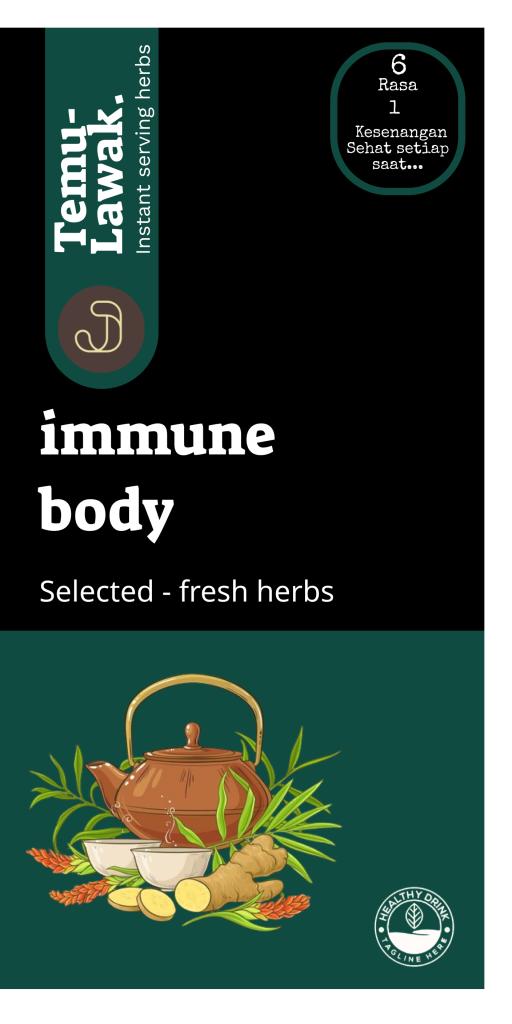 Temu-
Lawak.
Instant serving herbs
6
Rasa
1
Kesenangan
Sehat setiap
saat...
immune
body
Selected - fresh herbs
HEALTHY DRINK
TAGLINE HERE